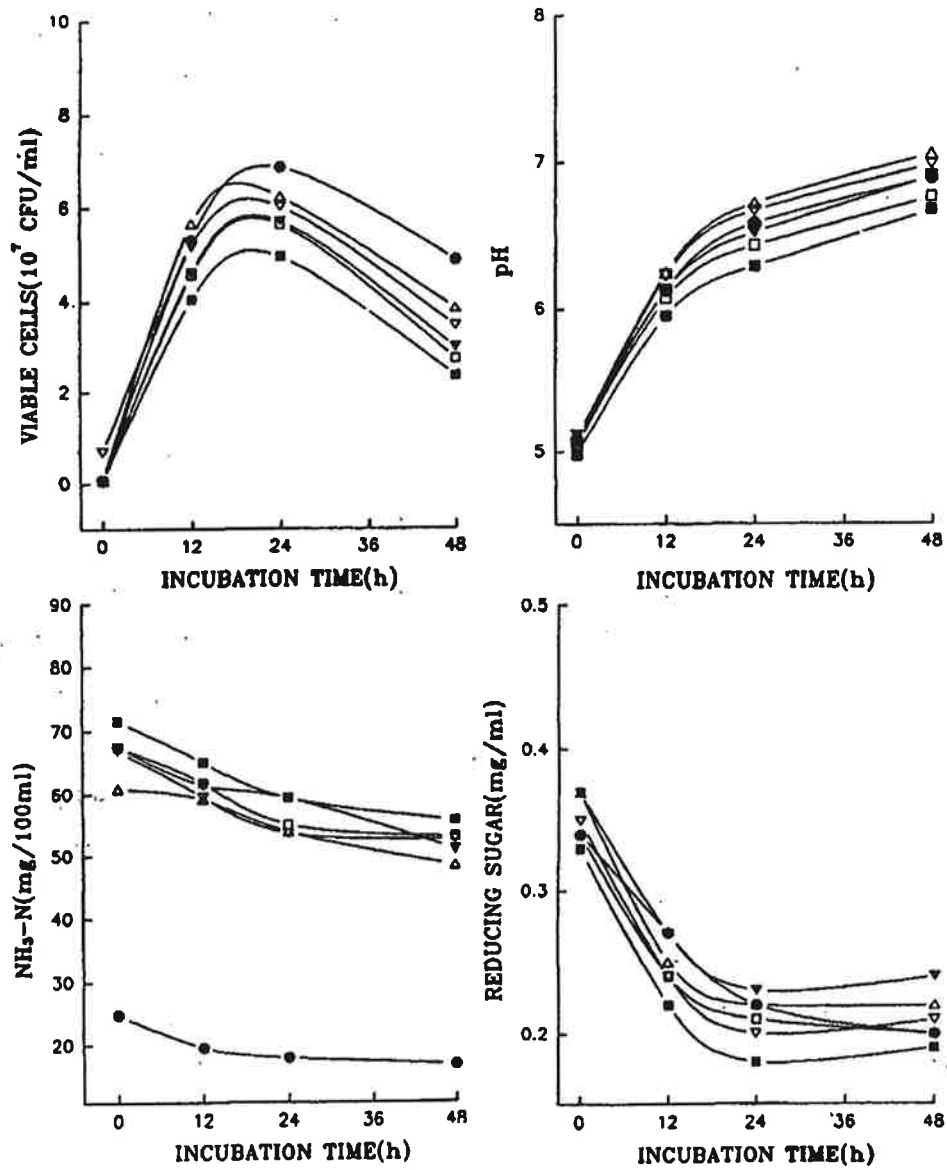 10
8
6
4
2
0
VIABLE CELLS(10⁷ CFU/ml)
0 12 24 36 48
INCUBATION TIME(h)
8
7
6
5
pH
0 12 24 36 48
INCUBATION TIME(h)
90
80
70
60
50
40
30
20
NH₃-N(mg/100ml)
0 12 24 36 48
INCUBATION TIME(h)
0.5
0.4
0.3
0.2
REDUCING SUGAR(mg/ml)
0 12 24 36 48
INCUBATION TIME(h)